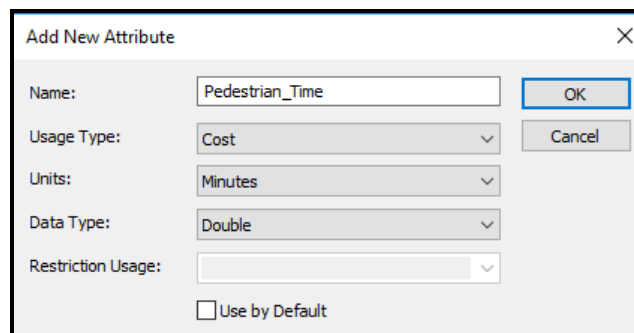 Add New Attribute
Name: Pedestrian_Time OK
Usage Type: Cost Cancel
Units: Minutes
Data Type: Double
Restriction Usage:
Use by Default